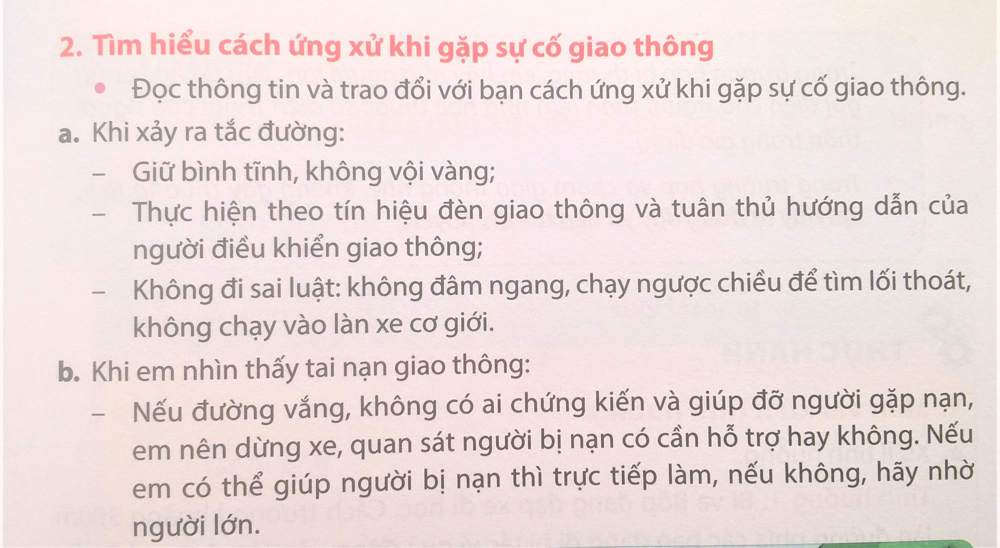 2. Tìm hiểu cách ứng xử khi gặp sự cố giao thông
• Đọc thông tin và trao đổi với bạn cách ứng xử khi gặp sự cố giao thông.
a. Khi xảy ra tắc đường:
– Giữ bình tĩnh, không vội vàng;
– Thực hiện theo tín hiệu đèn giao thông và tuân thủ hướng dẫn của
người điều khiển giao thông;
– Không đi sai luật: không đâm ngang, chạy ngược chiều để tìm lối thoát,
không chạy vào làn xe cơ giới.
b. Khi em nhìn thấy tai nạn giao thông:
– Nếu đường vắng, không có ai chứng kiến và giúp đỡ người gặp nạn,
em nên dừng xe, quan sát người bị nạn có cần hỗ trợ hay không. Nếu
em có thể giúp người bị nạn thì trực tiếp làm, nếu không, hãy nhờ
người lớn.